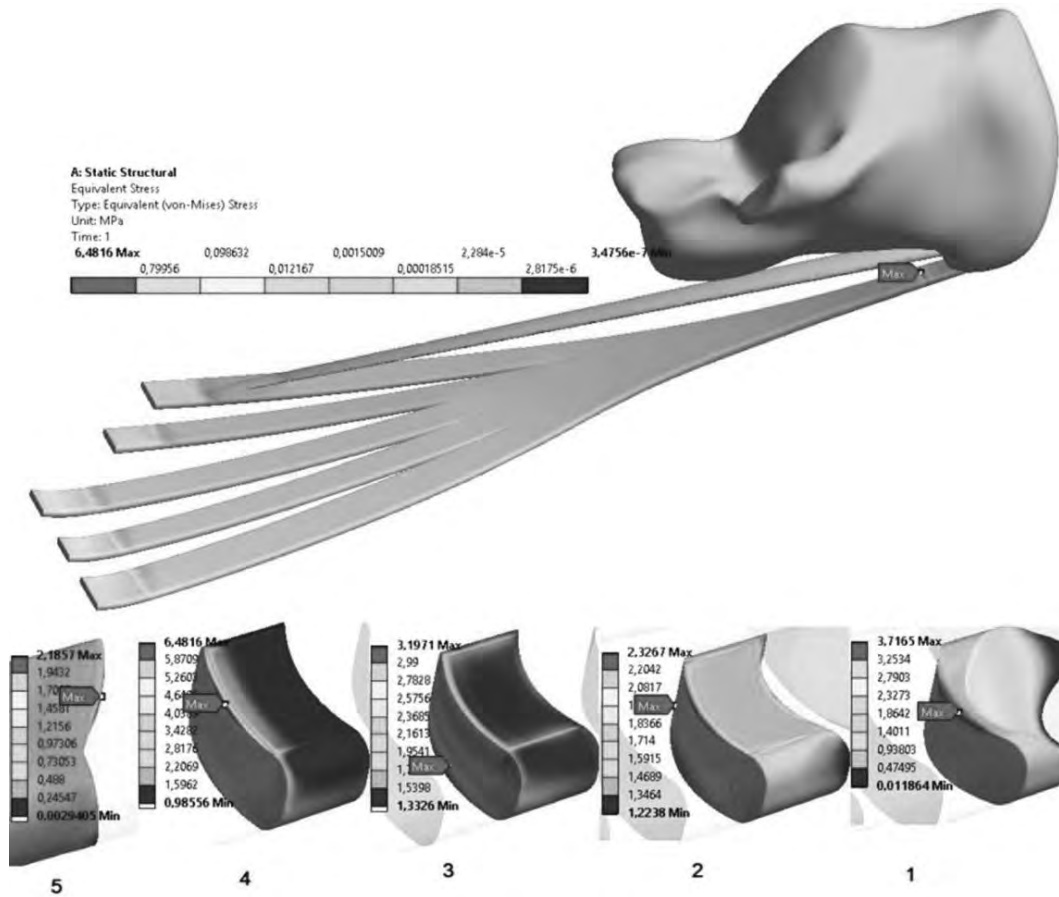 A: Static Structural
Equivalent Stress
Type: Equivalent (von-Mises) Stress
Unit: MPa
Time: 1
6.4816 Max 0,098632 0,0015009 2,284e-5 3.4756e-7 Min
0,79956 0,012167 0,00018515 2,8175e-6
Max
2.1857 Max
1,9432
Max
1,4581
1,2156
0,97306
0,73053
0,488
0,24547
0.0029405 Min
5
6.4816 Max
5,8709
5,2603
Max
3,4282
2,8176
2,2069
1,5962
0.98556 Min
4
3.1971 Max
2,99
2,7828
2,5756
2,3685
2,1613
1,9541
Max
1,5398
1,3326 Min
3
2.3267 Max
2,2042
2,0817
Max
1,8366
1,714
1,5915
1,4689
1,3464
1,2238 Min
2
3.7165 Max
3,2534
2,7903
2,3273
1,8642
Max
1,4011
0,93803
0,47495
0.011864 Min
1